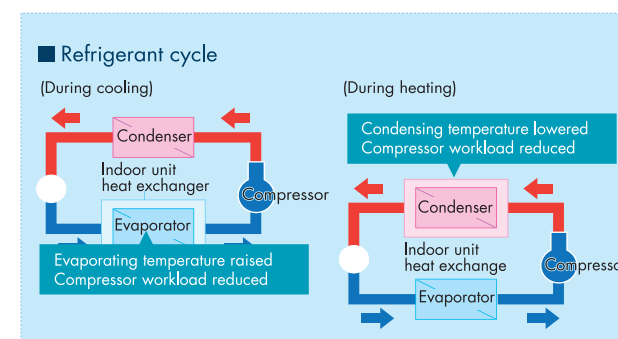 Refrigerant cycle
(During cooling)
Condenser
Indoor unit
heat exchanger
Compressor
Evaporator
Evaporating temperature raised
Compressor workload reduced
(During heating)
Condensing temperature lowered
Compressor workload reduced
Condenser
Indoor unit
heat exchange
Compresso
Evaporator